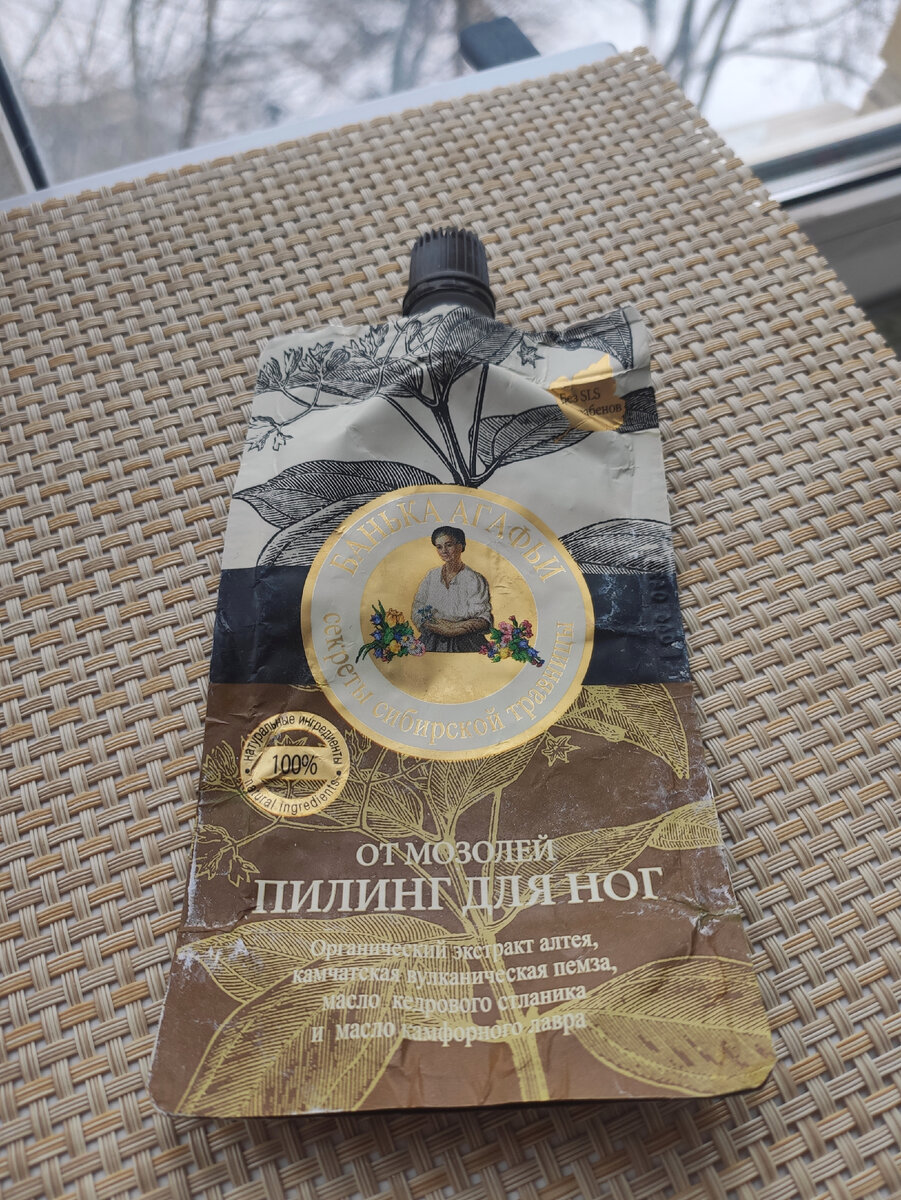 Без SLS
БАНЬКА АГАФЬИ
секреты сибирской травницы
Натуральные ингредиенты
100%
natural ingredients
ОТ МОЗОЛЕЙ
ПИЛИНГ ДЛЯ НОГ
Органический экстракт алтея,
камчатская вулканическая пемза,
масло кедрового стланика
и масло камфорного лавра